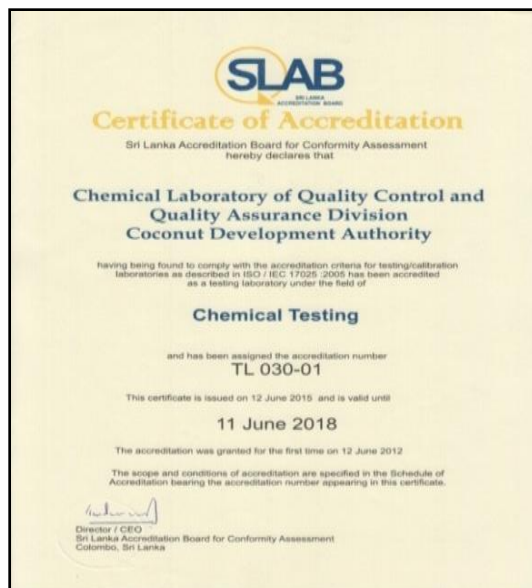 SLAB
SRI LANKA
ACCREDITATION BOARD
Certificate of Accreditation
Sri Lanka Accreditation Board for Conformity Assessment
hereby declares that
Chemical Laboratory of Quality Control and
Quality Assurance Division
Coconut Development Authority
having being found to comply with the accreditation criteria for testing/calibration
laboratories as described in ISO / IEC 17025 :2005 has been accredited
as a testing laboratory under the field of
Chemical Testing
and has been assigned the accreditation number
TL 030-01
This certificate is issued on 12 June 2015 and is valid until
11 June 2018
The accreditation was granted for the first time on 12 June 2012
The scope and conditions of accreditation are specified in the Schedule of
Accreditation bearing the accreditation number appearing in this certificate.
Director / CEO
Sri Lanka Accreditation Board for Conformity Assessment
Colombo, Sri Lanka